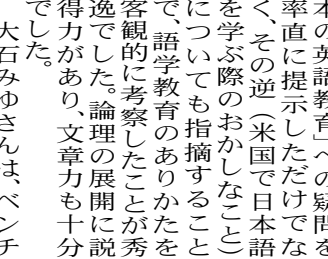 本の英語教育」への疑問を
率直に提示しただけでな
く、その逆（米国で日本語
を学ぶ際のおかしなこと）
についても指摘すること
で、語学教育のありかたを
客観的に考察したことが秀
逸でした。論理の展開に説
得力があり、文章力も十分
でした。
大石みゆさんは、ベンチ